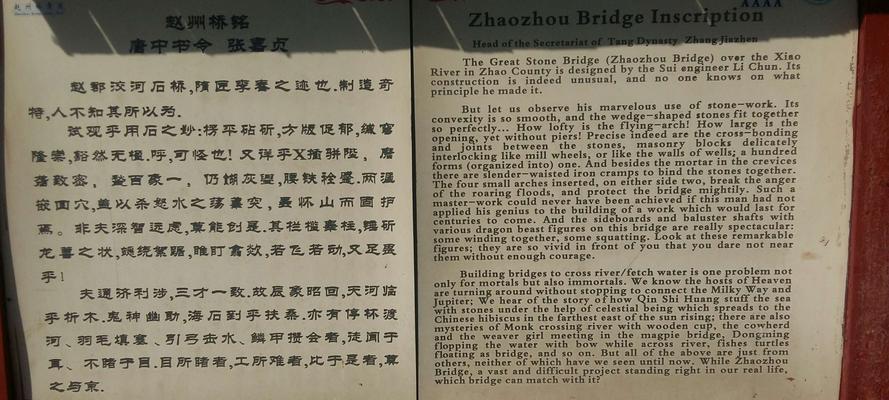 赵州桥铭
唐中书令 张嘉贞
赵郡洨河石桥,隋匠李春之迹也.制造奇
特,人不知其所以为.
试观乎用石之妙:楞平砧斫,方版促郁,缄穹
隆崇,豁然无楹.呼,可怪也!又详乎X插骈陛,磨
砻致密,甃百象一,仍糊灰璺,腰铁栓蹙.两涯
嵌四穴,盖以杀怒水之荡突,虽怀山而固护
焉。非夫深智远虑,莫能创是.其栏槛柱,锤斫
龙兽之状,蟠绕拏踞,睢盱翕欻,若飞若动,又足畏
乎!
夫通济利涉,三才一致.故辰象昭回,天河临
乎析木.鬼神幽助,海石到乎扶桑.亦有停杯渡
河、羽毛填塞、引弓击水、鳞甲攒会者,徒闻于
耳、不睹于目.目所睹者,工所难者,比于是者,莫
之与京.
Zhaozhou Bridge Inscription
Head of the Secretariat of Tang Dynasty Zhang Jiazhen
The Great Stone Bridge (Zhaozhou Bridge) over the Xiao
River in Zhao County is designed by the Sui engineer Li Chun. Its
construction is indeed unusual, and no one knows on what
principle he made it.
But let us observe his marvelous use of stone-work. Its
convexity is so smooth, and the wedge-shaped stones fit together
so perfectly... How lofty is the flying-arch! How large is the
opening, yet without piers! Precise indeed are the cross-bonding
and joints between the stones, masonry blocks delicately
interlocking like mill wheels, or like the walls of wells; a hundred
forms (organized into) one. And besides the mortar in the crevices
there are slender-waisted iron cramps to bind the stones together.
The four small arches inserted, on either side two, break the anger
of the roaring floods, and protect the bridge mightily. Such a
master-work could never have been achieved if this man had not
applied his genius to the building of a work which would last for
centuries to come. And the sideboards and baluster shafts with
various dragon beast figures on this bridge are really spectacular:
some winding together, some squatting. Look at these remarkable
figures; they are so vivid in front of you that you dare not near
them without enough courage.
Building bridges to cross river/fetch water is one problem not
only for mortals but also immortals. We know the hosts of Heaven
are turning around without stopping to connect the Milky Way and
Jupiter; We hear of the story of how Qin Shi Huang stuff the sea
with stones under the help of celestial being which spreads to the
Chinese hibiscus in the farthest east of the sun rising; there are also
mysteries of Monk crossing river with wooden cup, the cowherd
and the weaver girl meeting in the magpie bridge, Dongming
flopping the water with bow while across river, fishes turtles
floating as bridge, and so on. But all of the above are just from
others, neither of which have we seen until now. While Zhaozhou
Bridge, a vast and difficult project standing right in our real life,
which bridge can match with it?
AAAA